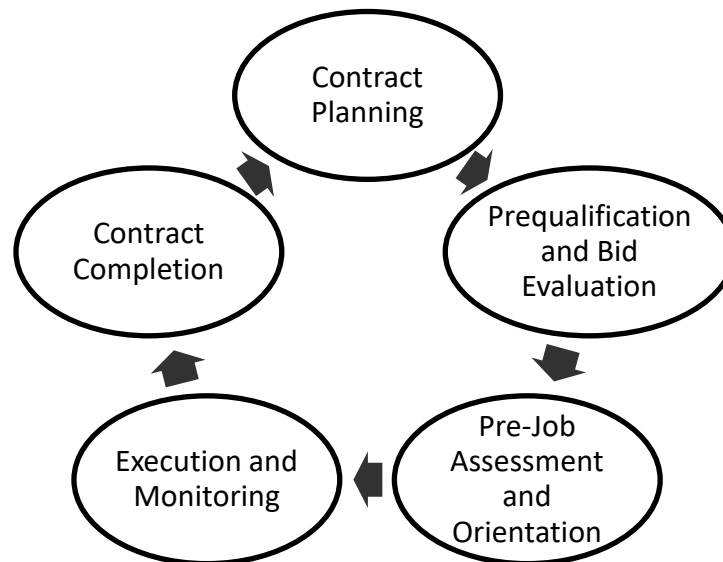 Contract
Planning
Prequalification
and Bid
Evaluation
Pre-Job
Assessment
and
Orientation
Execution and
Monitoring
Contract
Completion